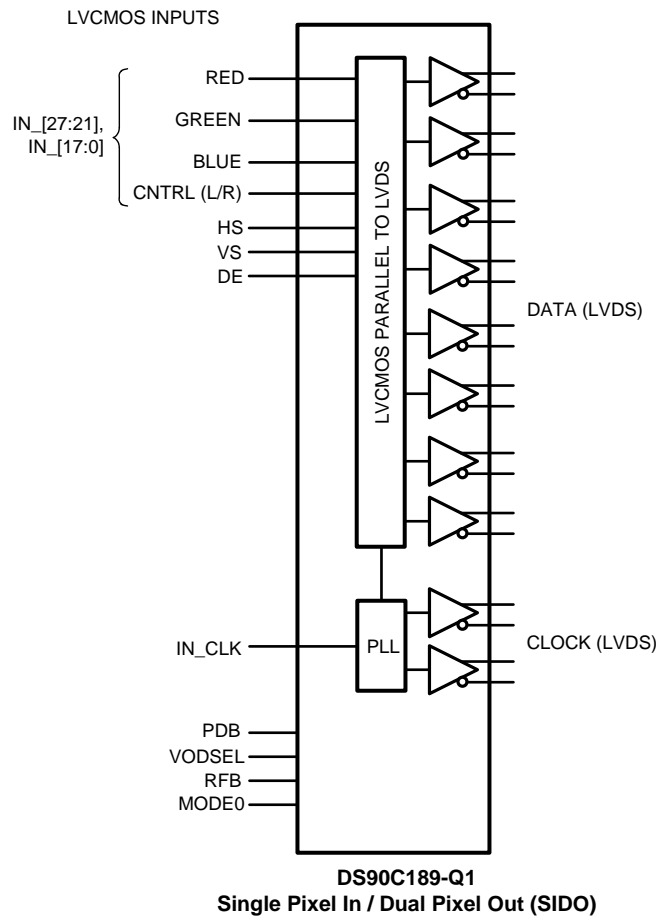 LVCMOS INPUTS
RED
GREEN
IN_[27:21],
IN_[17:0]
BLUE
CNTRL (L/R)
HS
VS
DE
LVCMOS PARALLEL TO LVDS
DATA (LVDS)
IN_CLK
PLL
CLOCK (LVDS)
PDB
VODSEL
RFB
MODE0
DS90C189-Q1
Single Pixel In / Dual Pixel Out (SIDO)